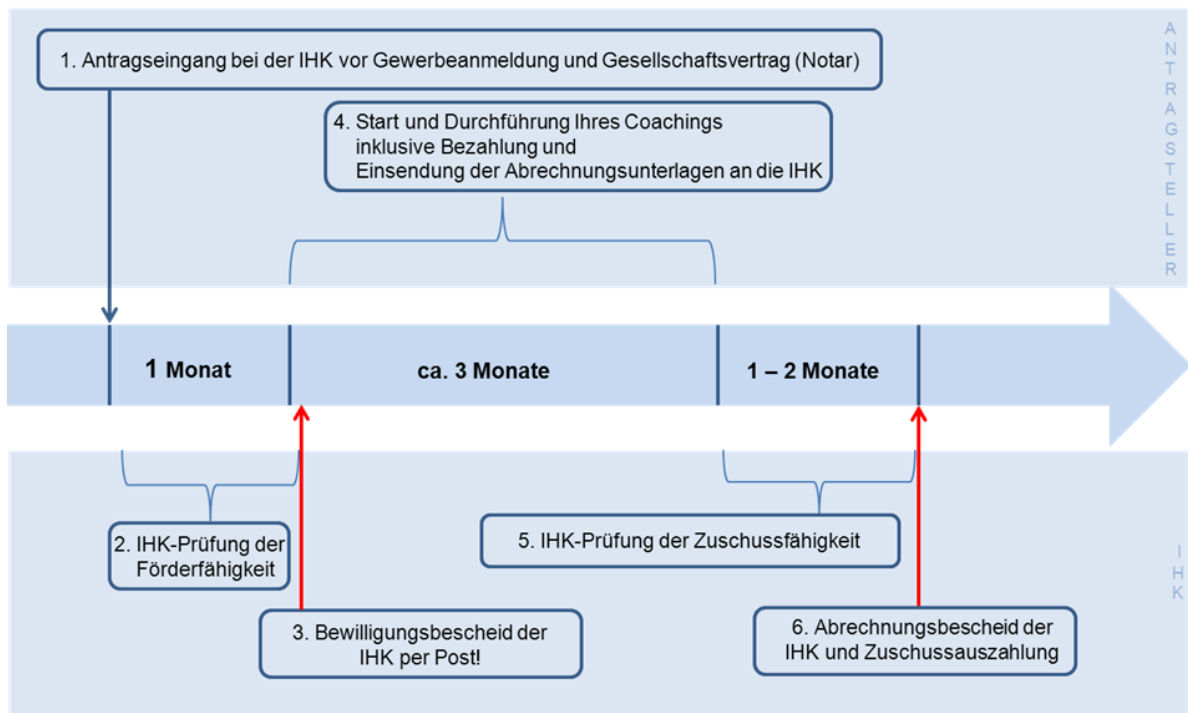 1. Antragseingang bei der IHK vor Gewerbeanmeldung und Gesellschaftsvertrag (Notar)
4. Start und Durchführung Ihres Coachings
inklusive Bezahlung und
Einsendung der Abrechnungsunterlagen an die IHK
ANTRAGSTELLER
1 Monat
ca. 3 Monate
1 – 2 Monate
2. IHK-Prüfung der
Förderfähigkeit
5. IHK-Prüfung der Zuschussfähigkeit
3. Bewilligungsbescheid der
IHK per Post!
6. Abrechnungsbescheid der
IHK und Zuschussauszahlung
IHK